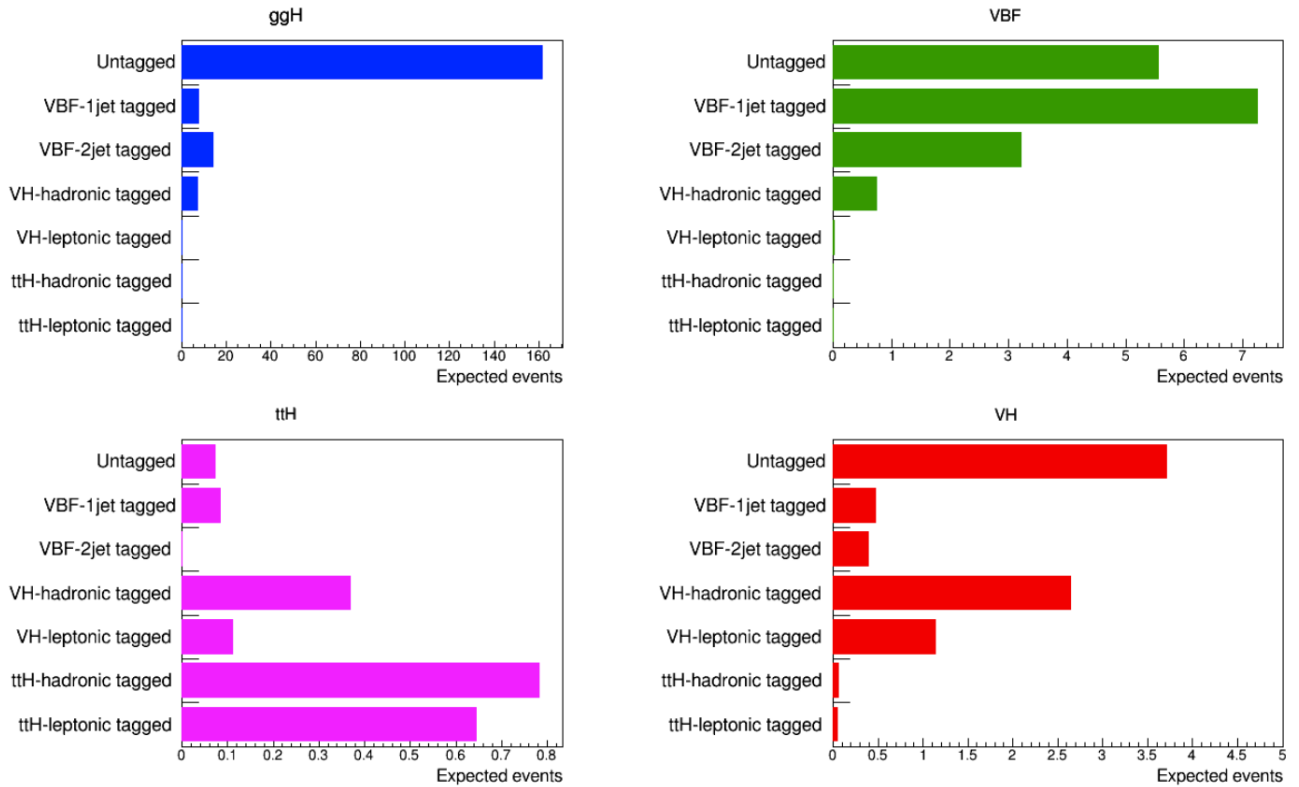 ggH
Untagged
VBF-1jet tagged
VBF-2jet tagged
VH-hadronic tagged
VH-leptonic tagged
ttH-hadronic tagged
ttH-leptonic tagged
0 20 40 60 80 100 120 140 160
Expected events
VBF
Untagged
VBF-1jet tagged
VBF-2jet tagged
VH-hadronic tagged
VH-leptonic tagged
ttH-hadronic tagged
ttH-leptonic tagged
0 1 2 3 4 5 6 7
Expected events
ttH
Untagged
VBF-1jet tagged
VBF-2jet tagged
VH-hadronic tagged
VH-leptonic tagged
ttH-hadronic tagged
ttH-leptonic tagged
0 0.1 0.2 0.3 0.4 0.5 0.6 0.7 0.8
Expected events
VH
Untagged
VBF-1jet tagged
VBF-2jet tagged
VH-hadronic tagged
VH-leptonic tagged
ttH-hadronic tagged
ttH-leptonic tagged
0 0.5 1 1.5 2 2.5 3 3.5 4 4.5 5
Expected events